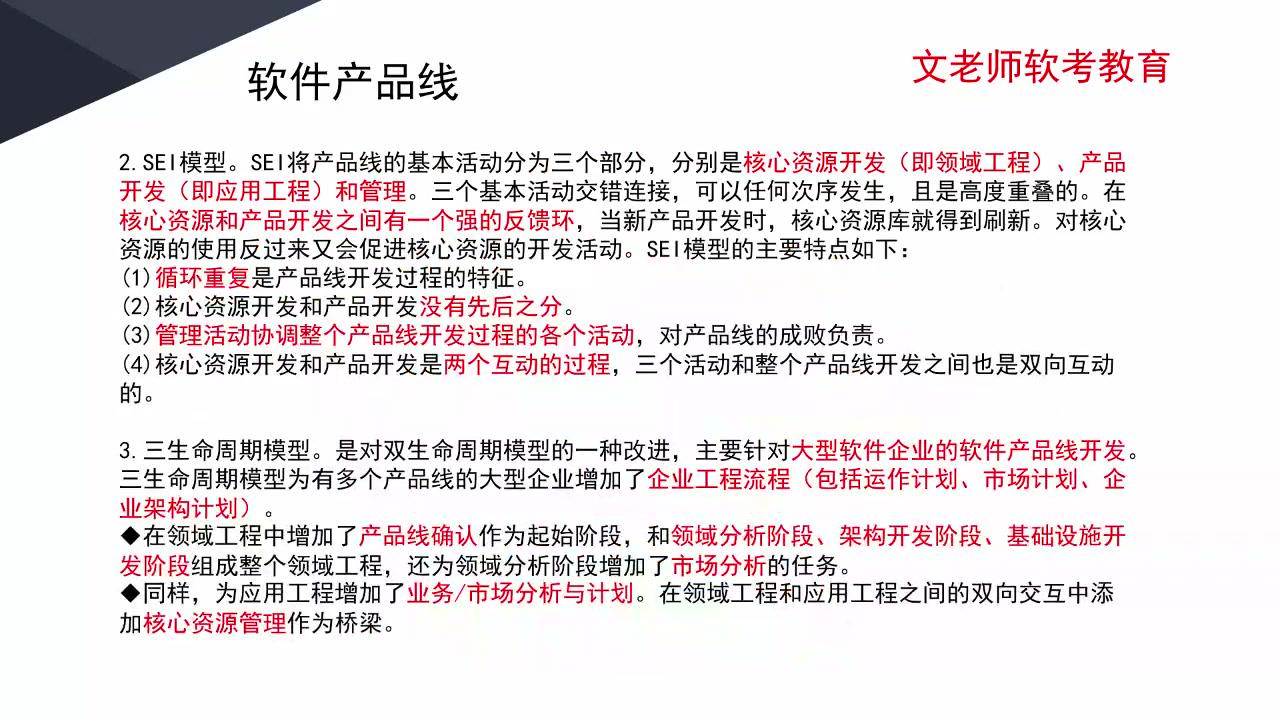 软件产品线
文老师软考教育
2.SEI模型。SEI将产品线的基本活动分为三个部分，分别是核心资源开发（即领域工程）、产品
开发（即应用工程）和管理。三个基本活动交错连接，可以任何次序发生，且是高度重叠的。在
核心资源和产品开发之间有一个强的反馈环，当新产品开发时，核心资源库就得到刷新。对核心
资源的使用反过来又会促进核心资源的开发活动。SEI模型的主要特点如下：
(1)循环重复是产品线开发过程的特征。
(2)核心资源开发和产品开发没有先后之分。
(3)管理活动协调整个产品线开发过程的各个活动，对产品线的成败负责。
(4)核心资源开发和产品开发是两个互动的过程，三个活动和整个产品线开发之间也是双向互动
的。
3.三生命周期模型。是对双生命周期模型的一种改进，主要针对大型软件企业的软件产品线开发。
三生命周期模型为有多个产品线的大型企业增加了企业工程流程（包括运作计划、市场计划、企
业架构计划）。
◆在领域工程中增加了产品线确认作为起始阶段，和领域分析阶段、架构开发阶段、基础设施开
发阶段组成整个领域工程，还为领域分析阶段增加了市场分析的任务。
◆同样，为应用工程增加了业务/市场分析与计划。在领域工程和应用工程之间的双向交互中添
加核心资源管理作为桥梁。